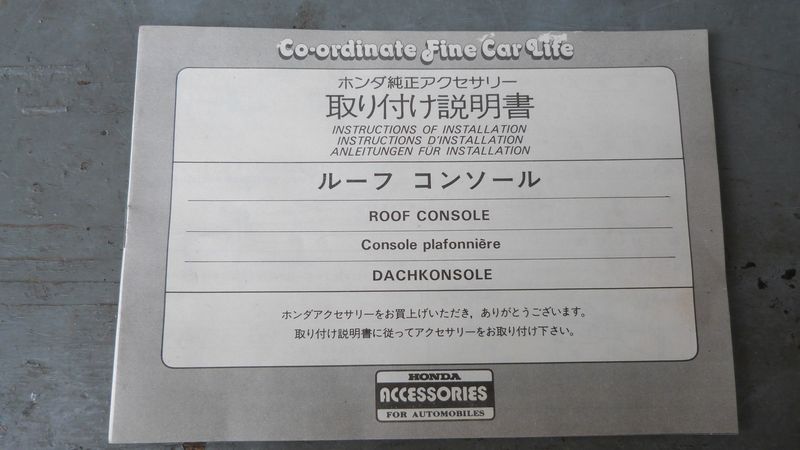 Co-ordinate Fine Car Life
ホンダ純正アクセサリー
取り付け説明書
INSTRUCTIONS OF INSTALLATION
INSTRUCTIONS D'INSTALLATION
ANLEITUNGEN FÜR INSTALLATION
ルーフ コンソール
ROOF CONSOLE
Console plafonnière
DACHKONSOLE
ホンダアクセサリーをお買上げいただき，ありがとうございます。
取り付け説明書に従ってアクセサリーをお取付け下さい。
HONDA
ACCESSORIES
FOR AUTOMOBILES